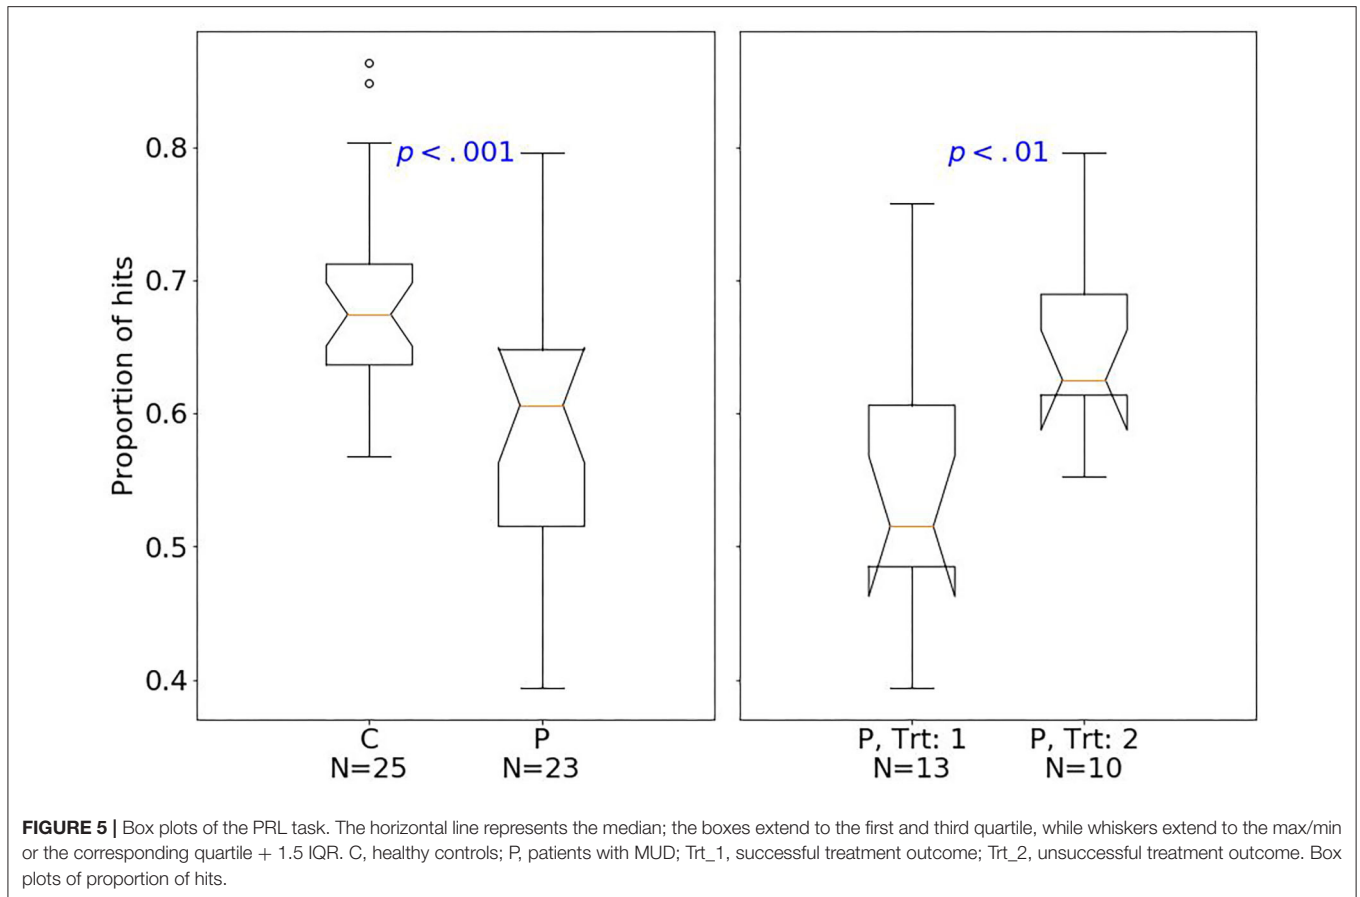 0.8
0.7
0.6
0.5
0.4
Proportion of hits
p < .001
p < .01
C
N=25
P
N=23
P, Trt: 1
N=13
P, Trt: 2
N=10
FIGURE 5 | Box plots of the PRL task. The horizontal line represents the median; the boxes extend to the first and third quartile, while whiskers extend to the max/min
or the corresponding quartile + 1.5 IQR. C, healthy controls; P, patients with MUD; Trt_1, successful treatment outcome; Trt_2, unsuccessful treatment outcome. Box
plots of proportion of hits.